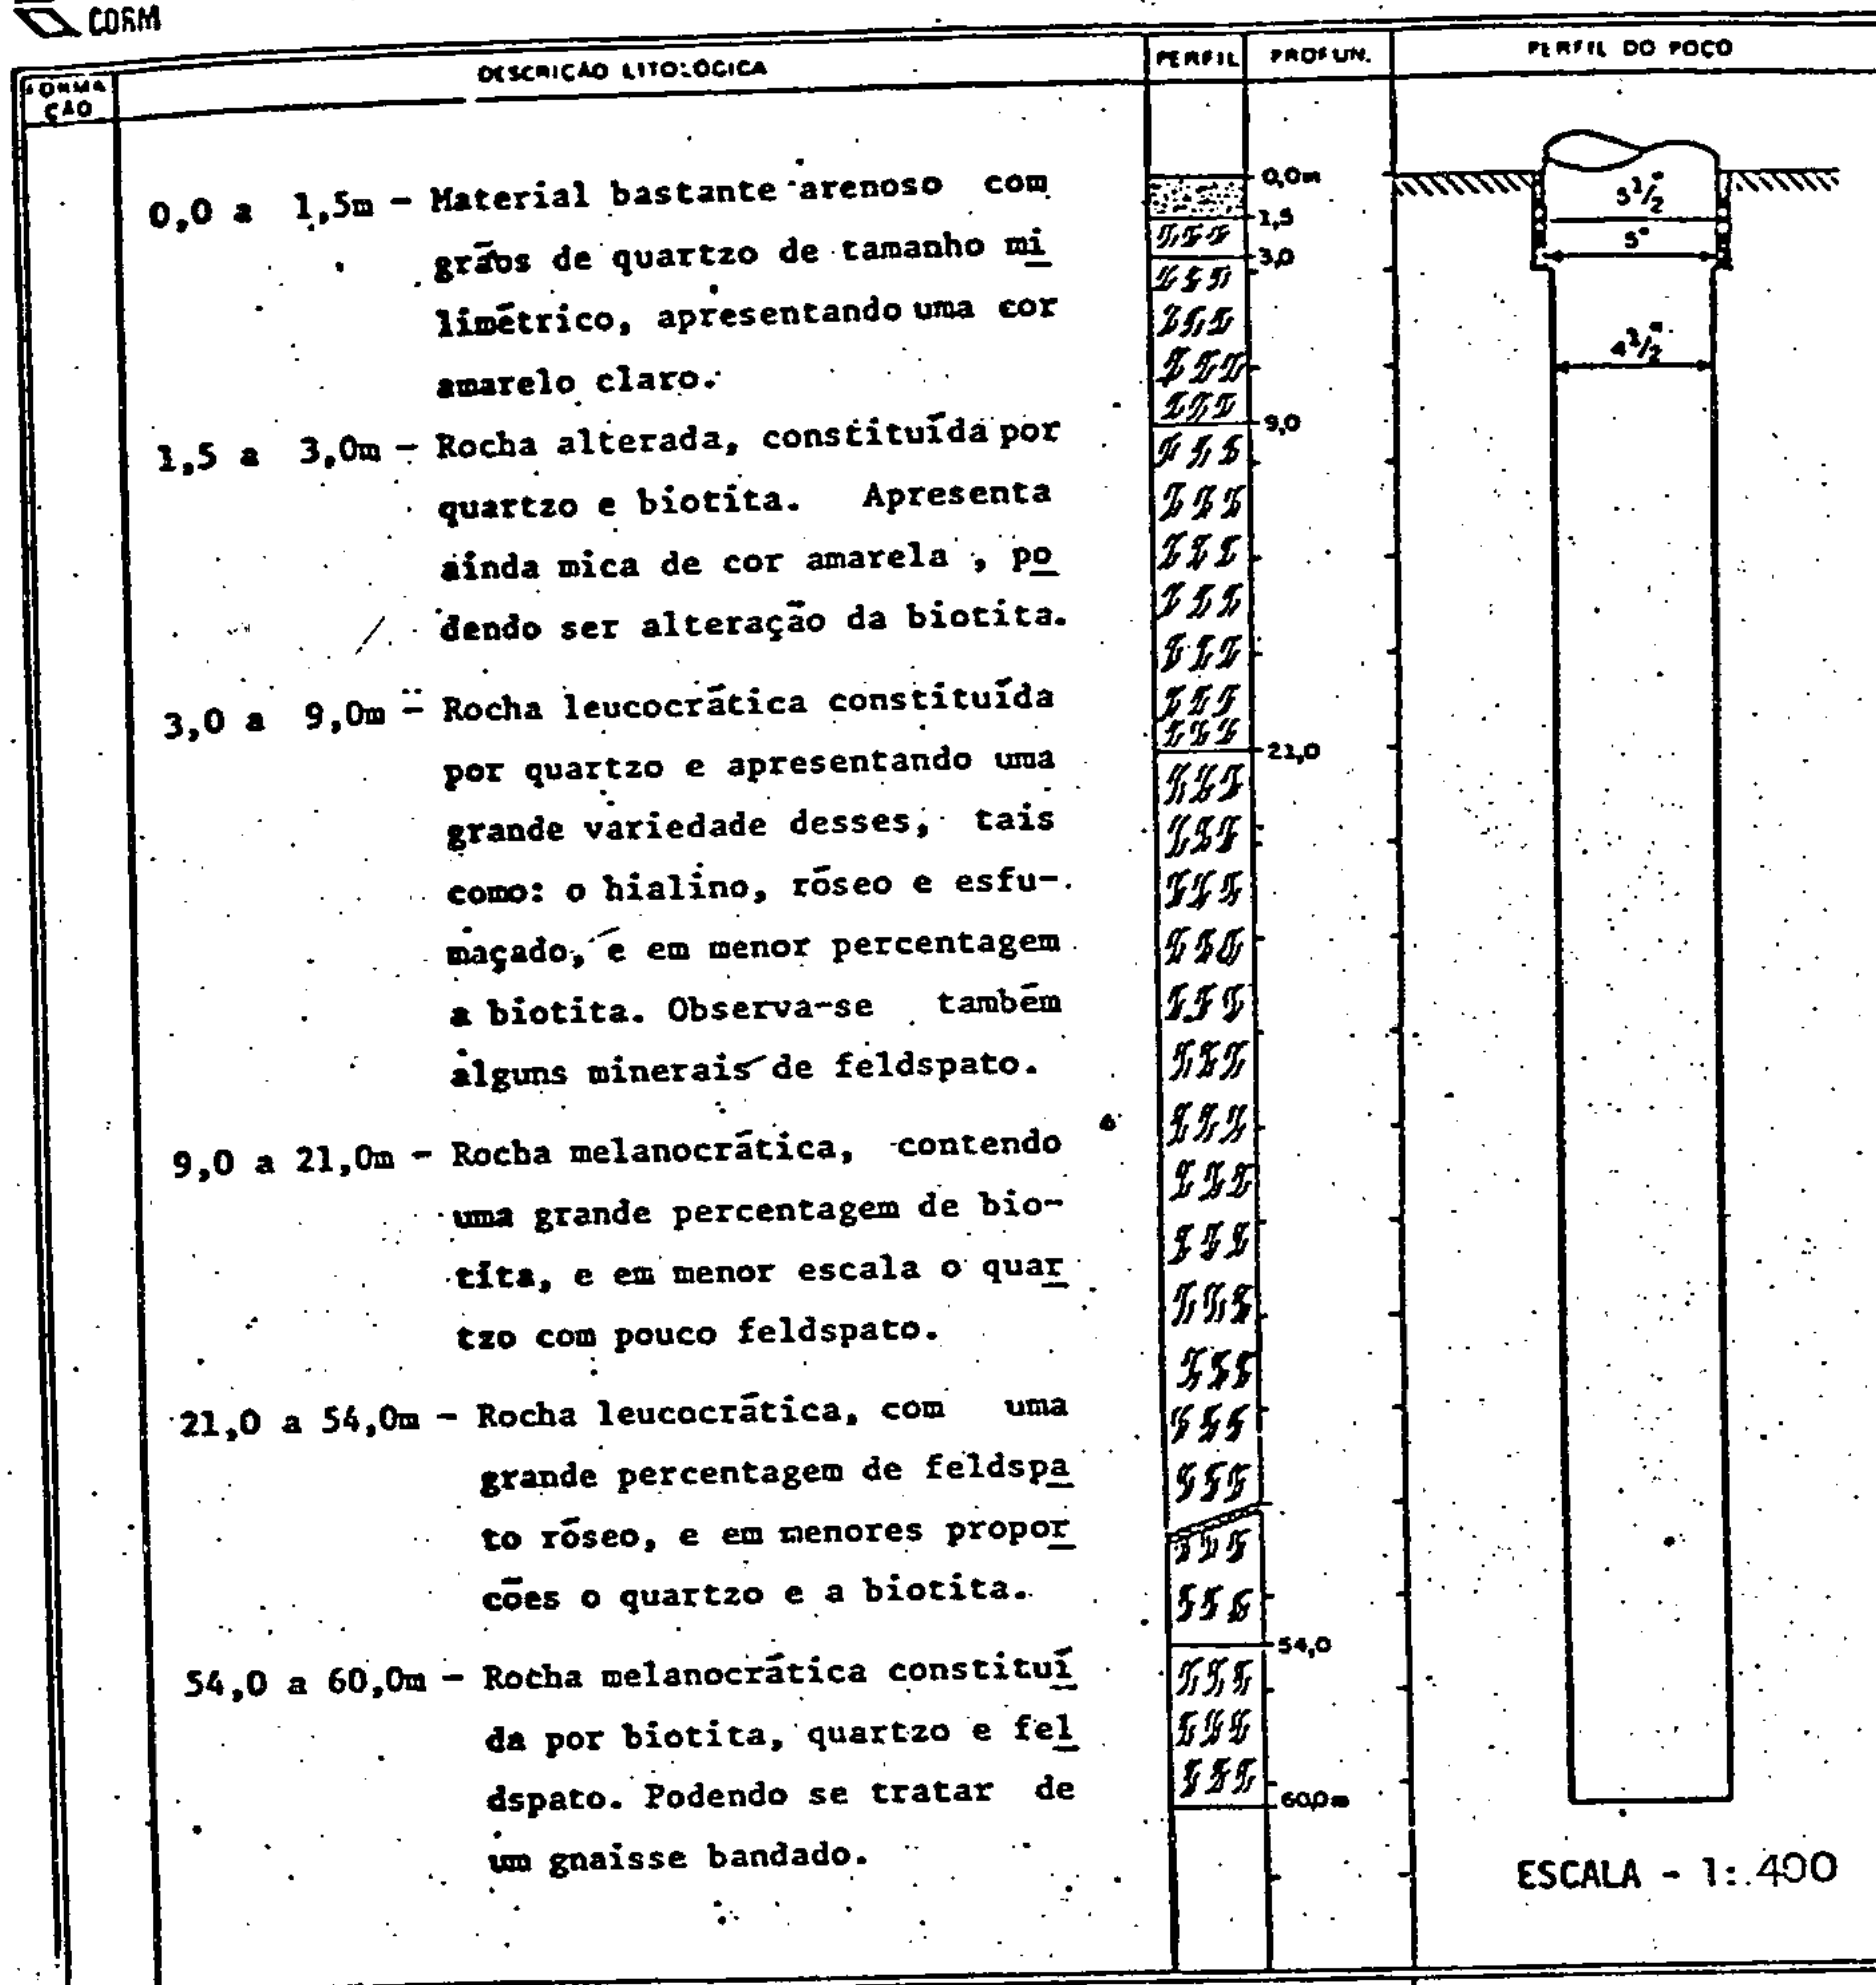 CORM
FORMA
ÇÃO
DESCRIÇÃO LITOLÓGICA
PERFIL
PROFUN.
PERFIL DO POÇO
0,0 a 1,5m - Material bastante arenoso com
grãos de quartzo de tamanho mi
limétrico, apresentando uma cor
amarelo claro.
1,5 a 3,0m - Rocha alterada, constituída por
quartzo e biotita. Apresenta
ainda mica de cor amarela, po
dendo ser alteração da biotita.
3,0 a 9,0m - Rocha leucocrática constituída
por quartzo e apresentando uma
grande variedade desses, tais
como: o hialino, róseo e esfu-
maçado, e em menor percentagem
a biotita. Observa-se também
alguns minerais de feldspato.
9,0 a 21,0m - Rocha melanocrática, contendo
uma grande percentagem de bio-
tita, e em menor escala o quar
tzo com pouco feldspato.
21,0 a 54,0m - Rocha leucocrática, com uma
grande percentagem de feldspa
to róseo, e em menores propor
cões o quartzo e a biotita.
54,0 a 60,0m - Rocha melanocrática constituí
da por biotita, quartzo e fel
dspato. Podendo se tratar de
um gnaisse bandado.
0,0m
1,5
3,0
9,0
21,0
54,0
60,0m
5 1/2"
5"
4 1/2"
ESCALA - 1:400